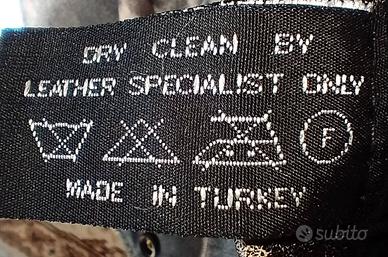 DRY CLEAN BY
LEATHER SPECIALIST ONLY
F
MADE IN TURKEY
subito